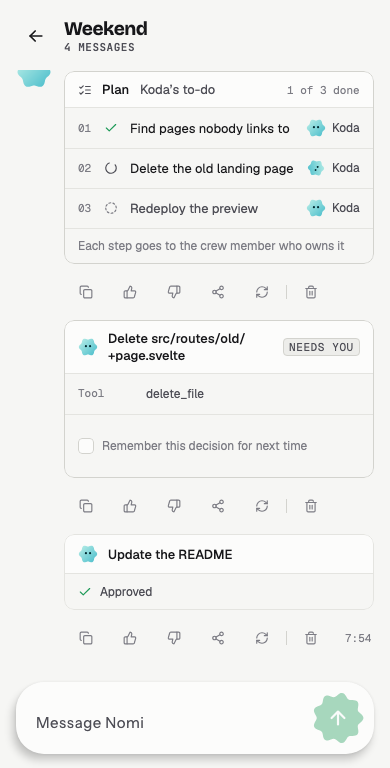 Weekend
4 MESSAGES
Plan Koda's to-do 1 of 3 done
01 Find pages nobody links to Koda
02 Delete the old landing page Koda
03 Redeploy the preview Koda
Each step goes to the crew member who owns it
Delete src/routes/old/
+page.svelte
NEEDS YOU
Tool delete_file
Remember this decision for next time
Update the README
Approved
7:54
Message Nomi